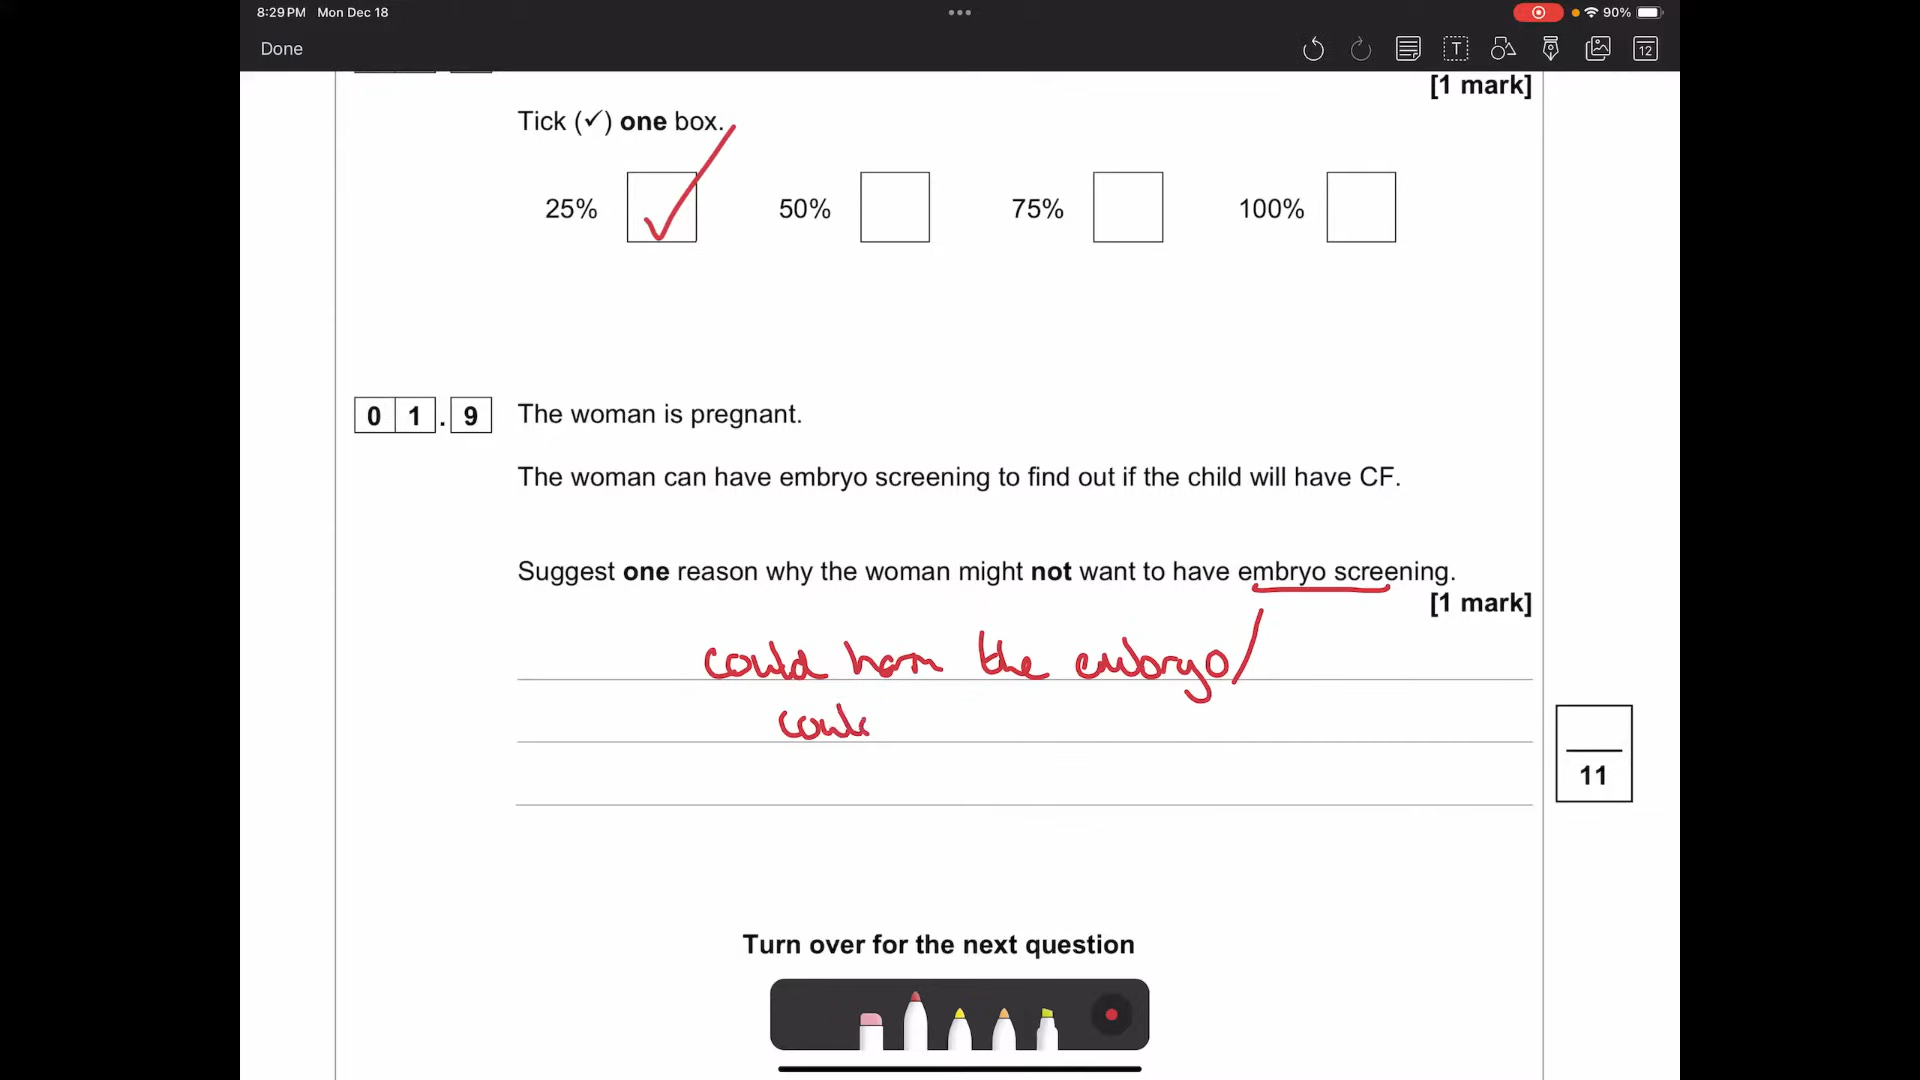 8:29 PM Mon Dec 18
90%
Done
12
[1 mark]
Tick (✓) one box.
25% 50% 75% 100%
01.9 The woman is pregnant.
The woman can have embryo screening to find out if the child will have CF.
Suggest one reason why the woman might not want to have embryo screening.
[1 mark]
could harm the embryo/
could
11
Turn over for the next question